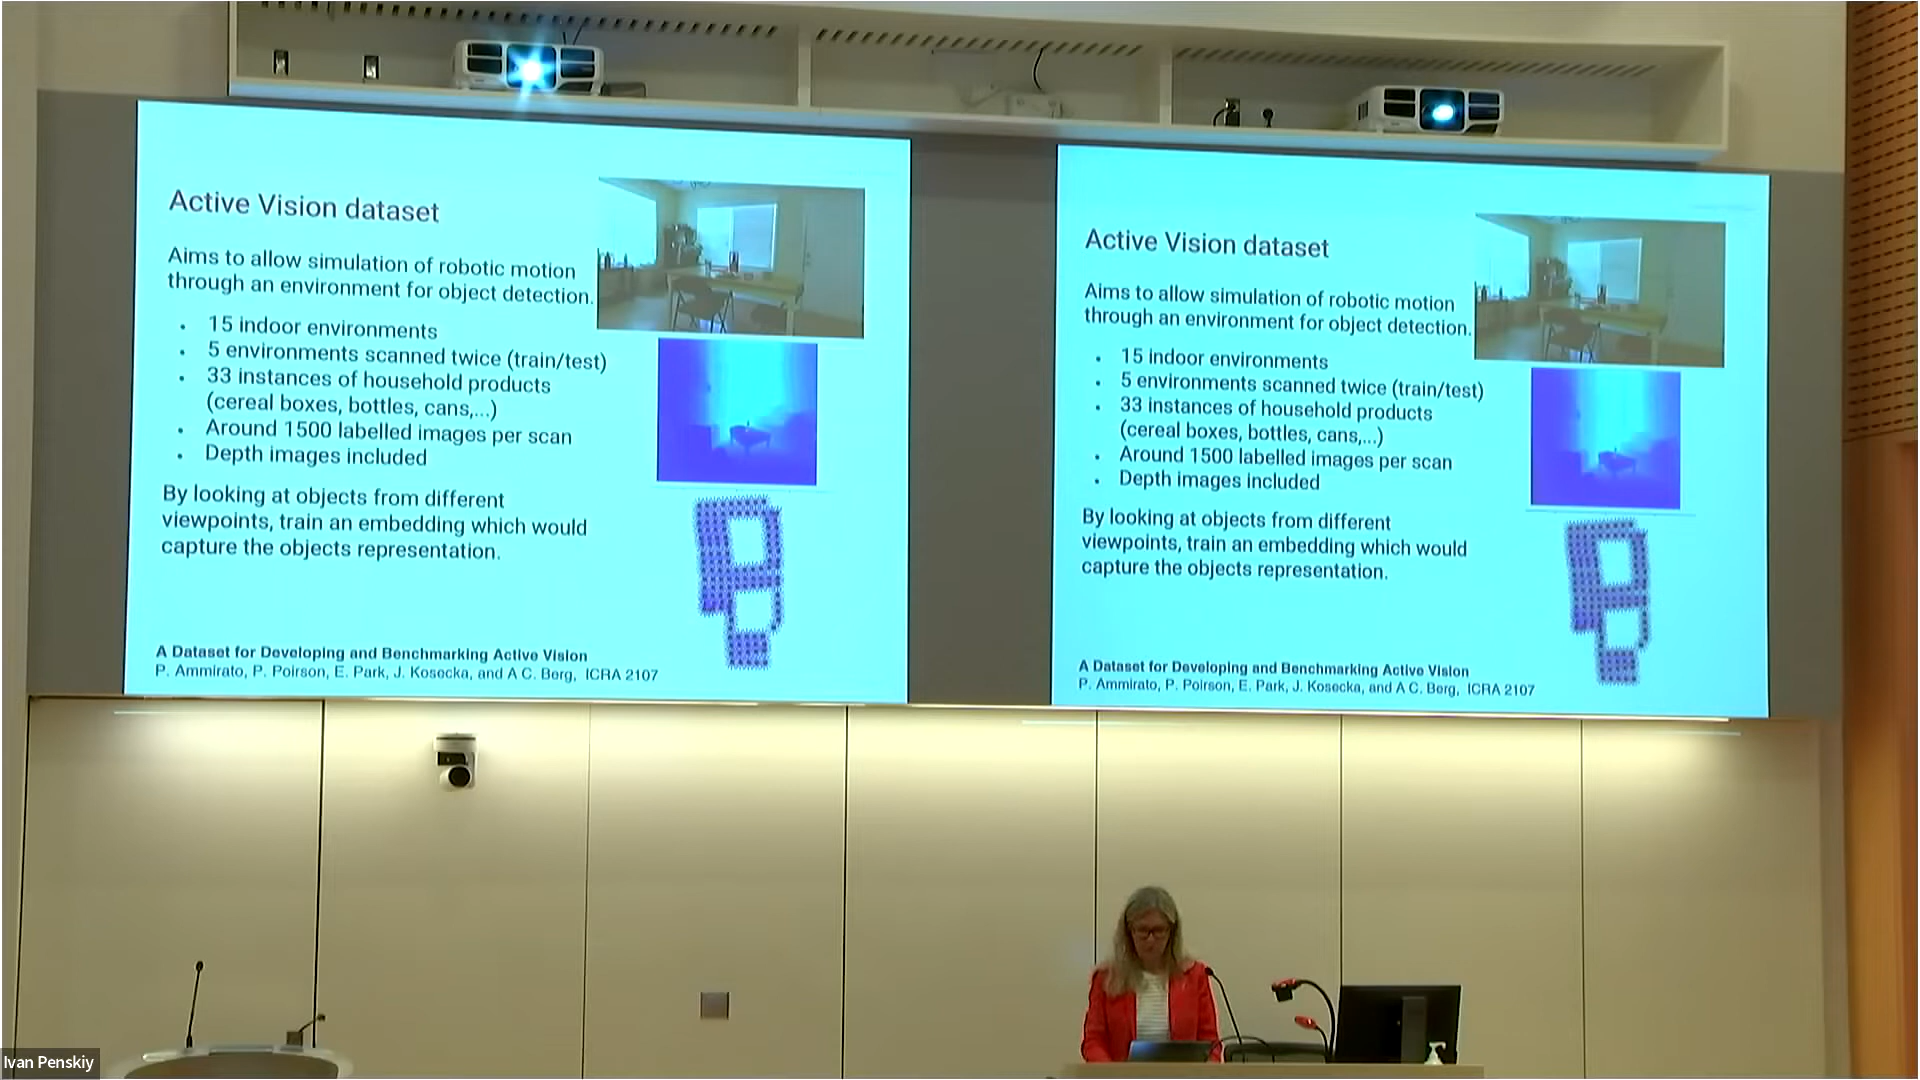 Active Vision dataset
Aims to allow simulation of robotic motion
through an environment for object detection.
15 indoor environments
5 environments scanned twice (train/test)
33 instances of household products
(cereal boxes, bottles, cans,...)
Around 1500 labelled images per scan
Depth images included
By looking at objects from different
viewpoints, train an embedding which would
capture the objects representation.
A Dataset for Developing and Benchmarking Active Vision
P. Ammirato, P. Poirson, E. Park, J. Kosecka, and A C. Berg, ICRA 2107
Active Vision dataset
Aims to allow simulation of robotic motion
through an environment for object detection.
15 indoor environments
5 environments scanned twice (train/test)
33 instances of household products
(cereal boxes, bottles, cans,...)
Around 1500 labelled images per scan
Depth images included
By looking at objects from different
viewpoints, train an embedding which would
capture the objects representation.
A Dataset for Developing and Benchmarking Active Vision
P. Ammirato, P. Poirson, E. Park, J. Kosecka, and A C. Berg, ICRA 2107
Ivan Penskiy